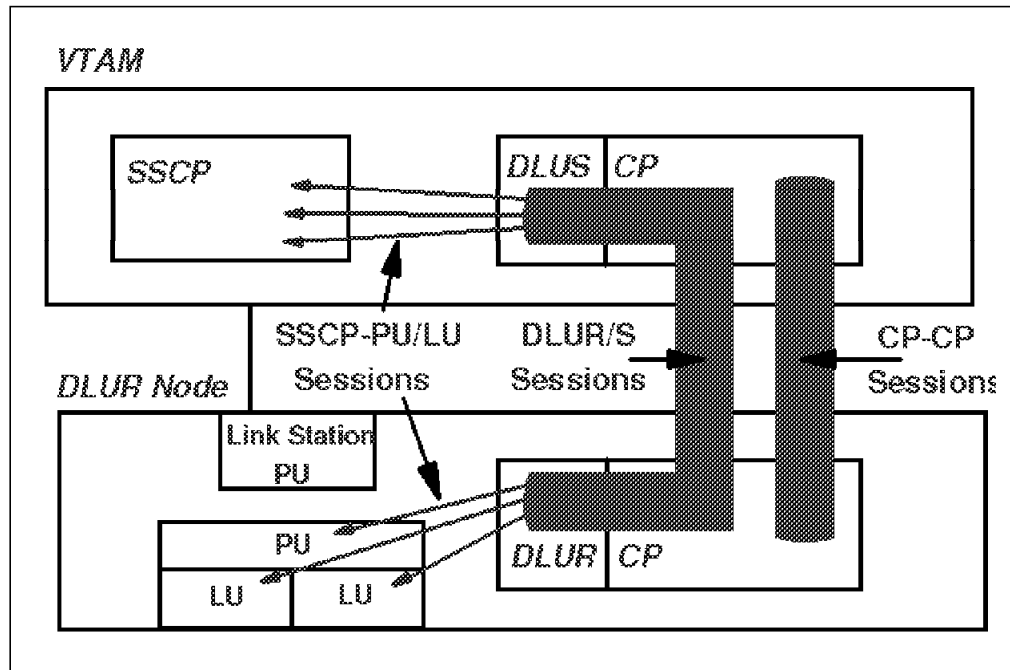 VTAM
SSCP
DLUS CP
SSCP-PU/LU
Sessions
DLUR/S
Sessions
CP-CP
Sessions
DLUR Node
Link Station
PU
PU
LU LU
DLUR CP